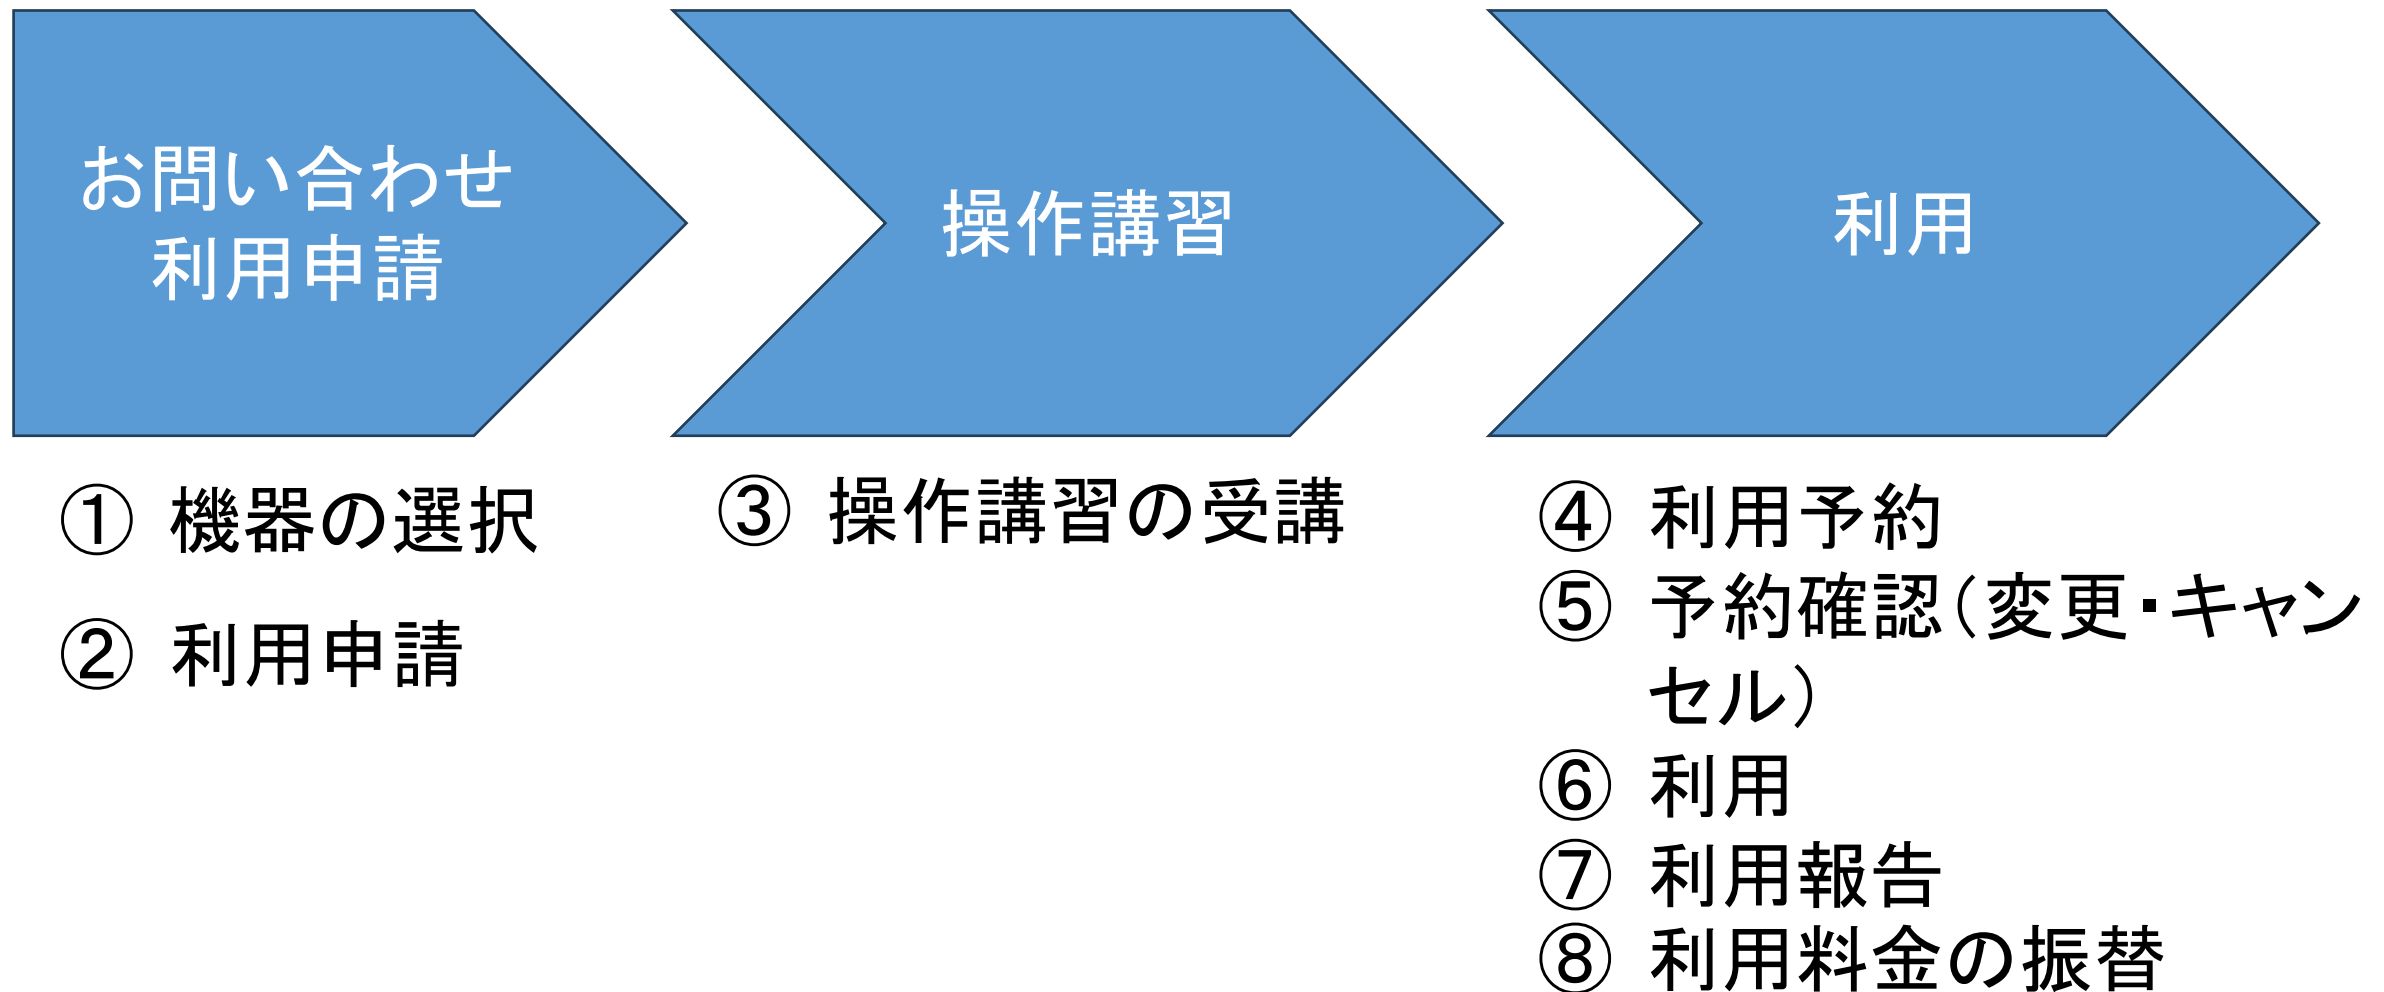 お問い合わせ
利用申請
操作講習
利用
① 機器の選択
② 利用申請
③ 操作講習の受講
④ 利用予約
⑤ 予約確認(変更・キャン
セル)
⑥ 利用
⑦ 利用報告
⑧ 利用料金の振替